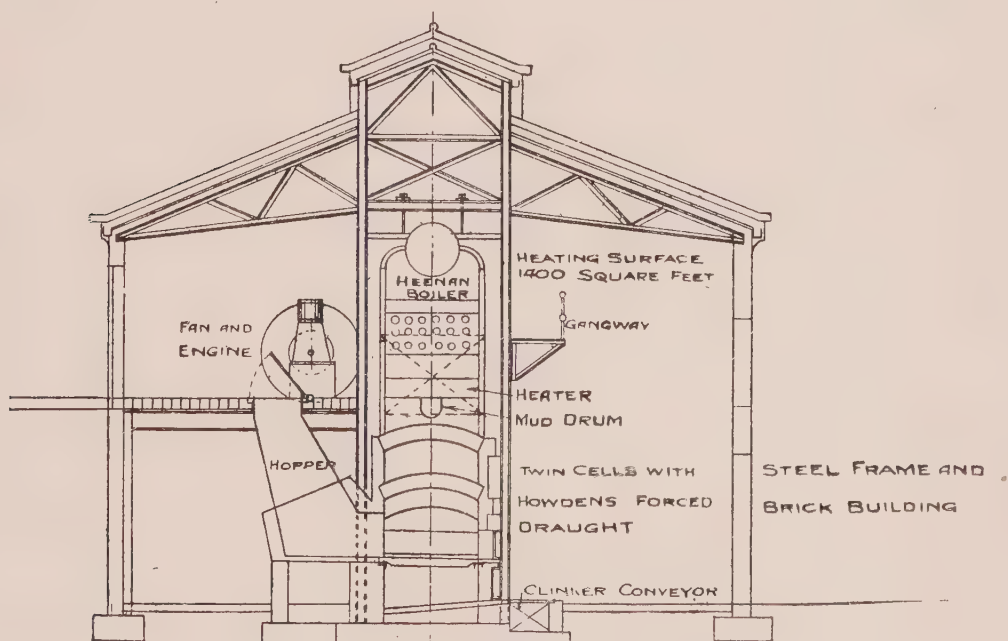 HEATING SURFACE
1400 SQUARE FEET
HEENAN
BOILER
FAN AND
ENGINE
GANGWAY
HEATER
MUD DRUM
HOPPER
TWIN CELLS WITH
HOWDENS FORCED
DRAUGHT
STEEL FRAME AND
BRICK BUILDING
CLINKER CONVEYOR